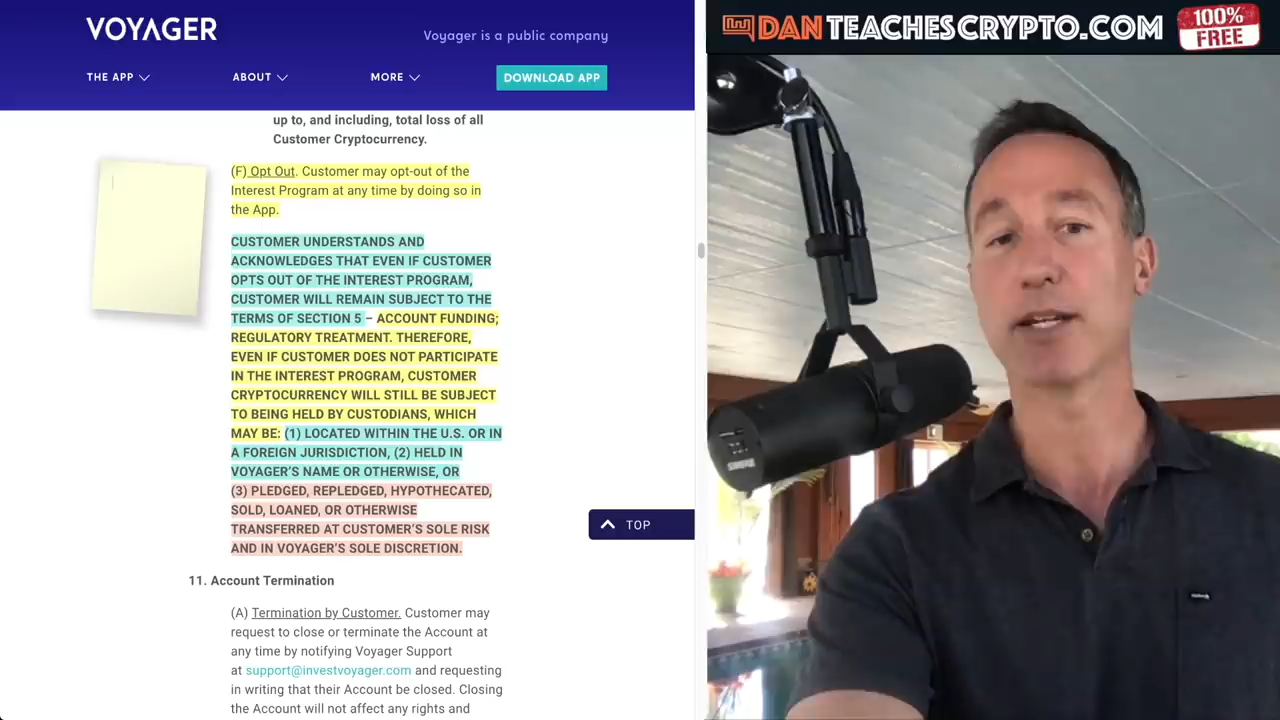 VOYAGER
Voyager is a public company
THE APP
ABOUT
MORE
DOWNLOAD APP
up to, and including, total loss of all
Customer Cryptocurrency.
(F) Opt Out. Customer may opt-out of the
Interest Program at any time by doing so in
the App.
CUSTOMER UNDERSTANDS AND
ACKNOWLEDGES THAT EVEN IF CUSTOMER
OPTS OUT OF THE INTEREST PROGRAM,
CUSTOMER WILL REMAIN SUBJECT TO THE
TERMS OF SECTION 5 – ACCOUNT FUNDING;
REGULATORY TREATMENT. THEREFORE,
EVEN IF CUSTOMER DOES NOT PARTICIPATE
IN THE INTEREST PROGRAM, CUSTOMER
CRYPTOCURRENCY WILL STILL BE SUBJECT
TO BEING HELD BY CUSTODIANS, WHICH
MAY BE: (1) LOCATED WITHIN THE U.S. OR IN
A FOREIGN JURISDICTION, (2) HELD IN
VOYAGER'S NAME OR OTHERWISE, OR
(3) PLEDGED, REPLEDGED, HYPOTHECATED,
SOLD, LOANED, OR OTHERWISE
TRANSFERRED AT CUSTOMER'S SOLE RISK
AND IN VOYAGER'S SOLE DISCRETION.
TOP
11. Account Termination
(A) Termination by Customer. Customer may
request to close or terminate the Account at
any time by notifying Voyager Support
at support@investvoyager.com and requesting
in writing that their Account be closed. Closing
the Account will not affect any rights and
DANTEACHESCRYPTO.COM
100%
FREE
SHURE